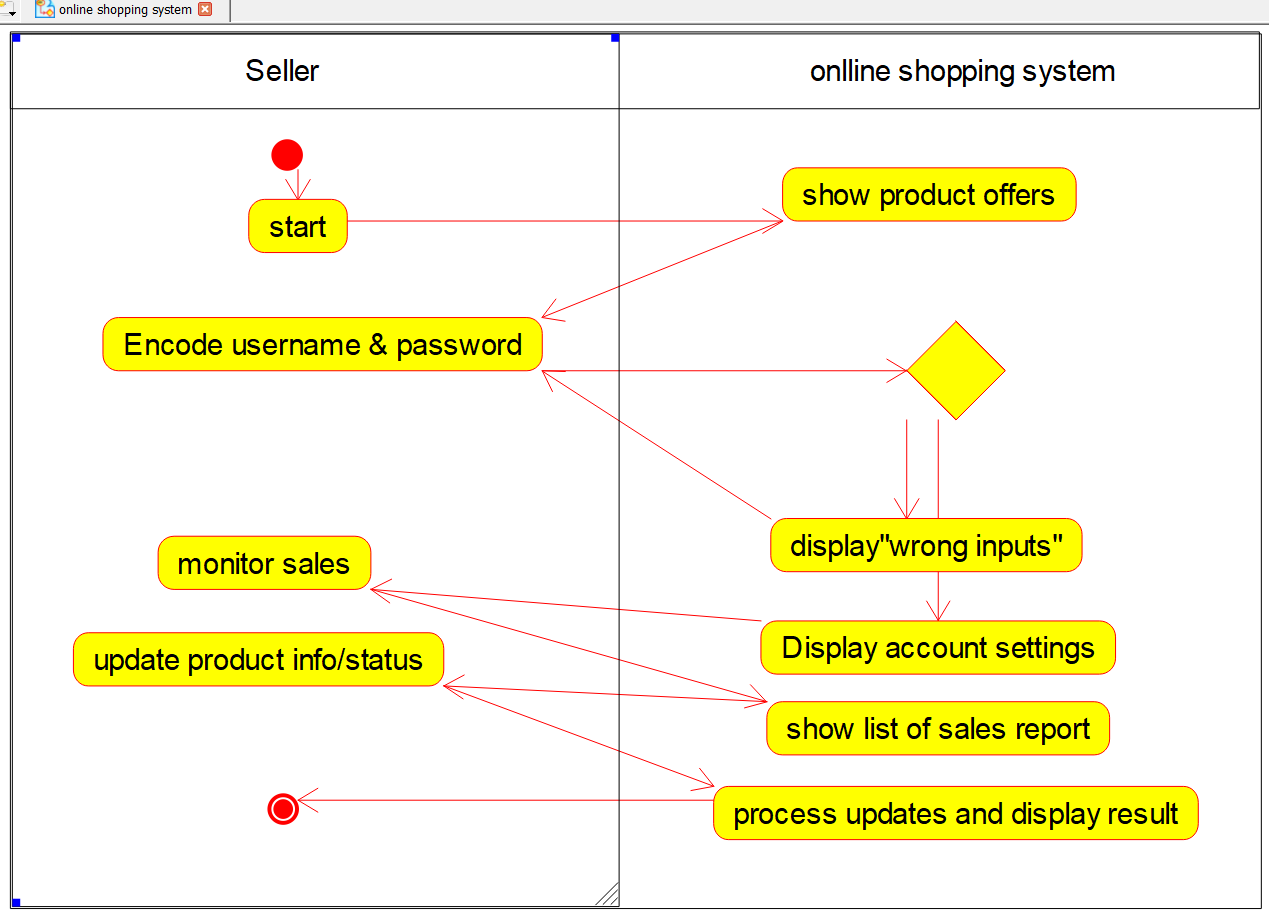 online shopping system
Seller
onlline shopping system
show product offers
start
Encode username & password
display"wrong inputs"
monitor sales
Display account settings
update product info/status
show list of sales report
process updates and display result